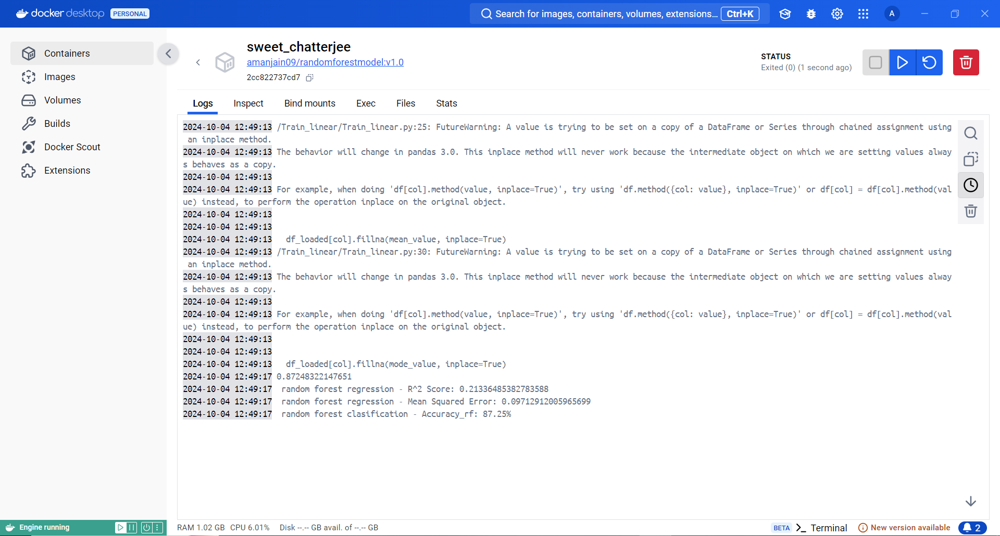 docker desktop PERSONAL
Search for images, containers, volumes, extensions... Ctrl+K
A
Containers
Images
Volumes
Builds
Docker Scout
Extensions
sweet_chatterjee
amanjain09/randomforestmodel:v1.0
2cc822737cd7
STATUS
Exited (0) (1 second ago)
Logs Inspect Bind mounts Exec Files Stats
2024-10-04 12:49:13 /Train_linear/Train_linear.py:25: FutureWarning: A value is trying to be set on a copy of a DataFrame or Series through chained assignment using
an inplace method.
2024-10-04 12:49:13 The behavior will change in pandas 3.0. This inplace method will never work because the intermediate object on which we are setting values alway
s behaves as a copy.
2024-10-04 12:49:13
2024-10-04 12:49:13 For example, when doing 'df[col].method(value, inplace=True)', try using 'df.method({col: value}, inplace=True)' or df[col] = df[col].method(val
ue) instead, to perform the operation inplace on the original object.
2024-10-04 12:49:13
2024-10-04 12:49:13
2024-10-04 12:49:13 df_loaded[col].fillna(mean_value, inplace=True)
2024-10-04 12:49:13 /Train_linear/Train_linear.py:30: FutureWarning: A value is trying to be set on a copy of a DataFrame or Series through chained assignment using
an inplace method.
2024-10-04 12:49:13 The behavior will change in pandas 3.0. This inplace method will never work because the intermediate object on which we are setting values alway
s behaves as a copy.
2024-10-04 12:49:13
2024-10-04 12:49:13 For example, when doing 'df[col].method(value, inplace=True)', try using 'df.method({col: value}, inplace=True)' or df[col] = df[col].method(val
ue) instead, to perform the operation inplace on the original object.
2024-10-04 12:49:13
2024-10-04 12:49:13
2024-10-04 12:49:13 df_loaded[col].fillna(mode_value, inplace=True)
2024-10-04 12:49:17 0.87248322147651
2024-10-04 12:49:17 random forest regression - R^2 Score: 0.21336485382783588
2024-10-04 12:49:17 random forest regression - Mean Squared Error: 0.09712912005965699
2024-10-04 12:49:17 random forest clasification - Accuracy_rf: 87.25%
Engine running
RAM 1.02 GB CPU 6.01% Disk --.-- GB avail. of --.-- GB
BETA >_ Terminal
New version available
2